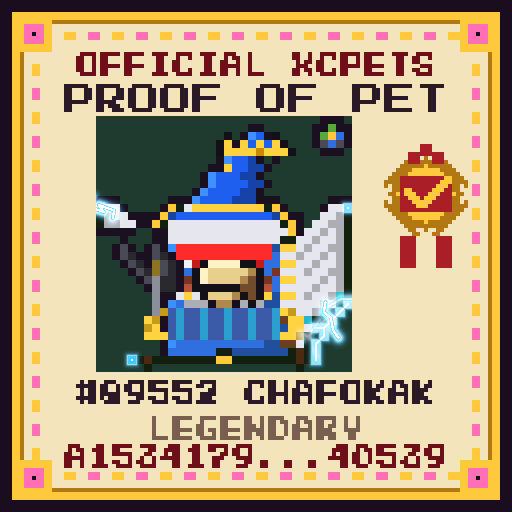 OFFICIAL XCPETS
PROOF OF PET
#09552 CHAFOKAK
LEGENDARY
A1534179...40539